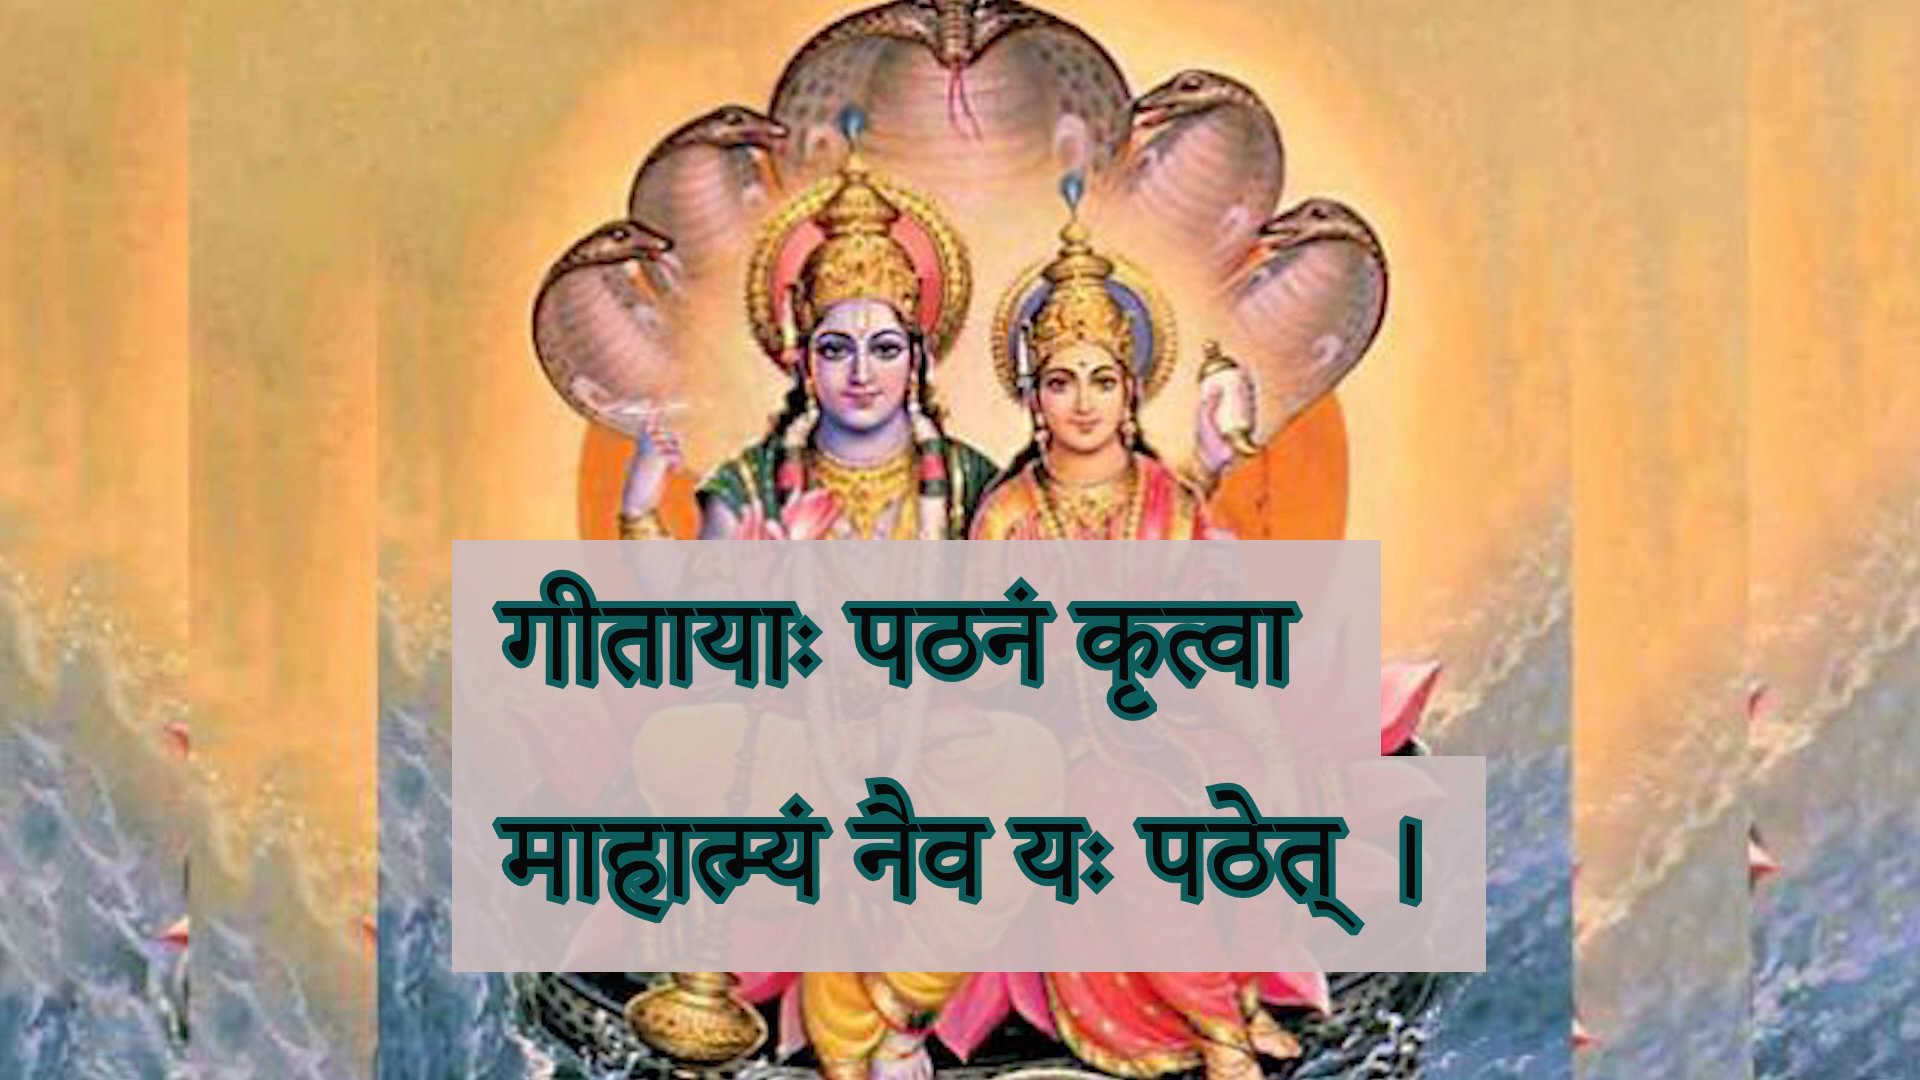 गीतायाः पठनं कृत्वा
माहात्म्यं नैव यः पठेत् ।